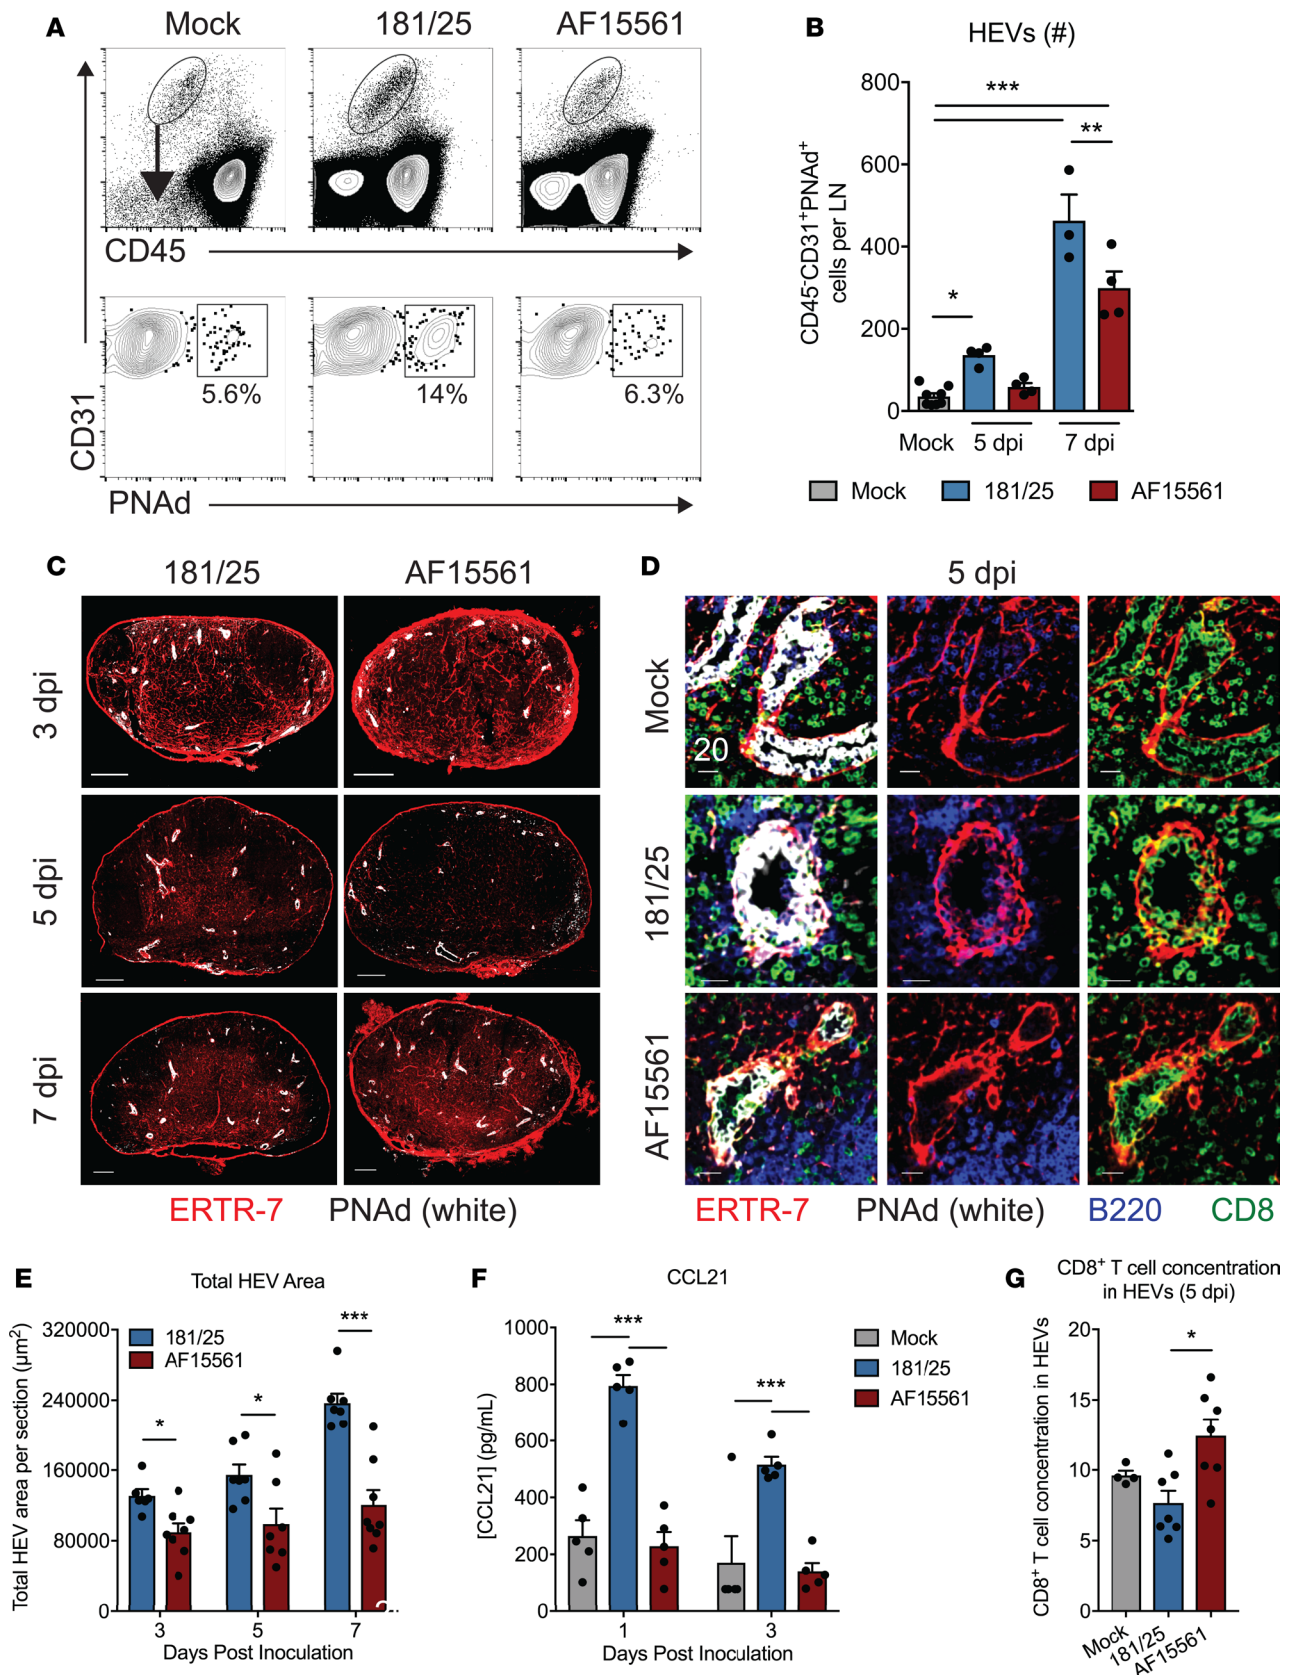 A
Mock
181/25
AF15561
CD45
5.6%
14%
6.3%
CD31
PNAd
B
HEVs (#)
CD45-CD31+PNAd+
cells per LN
800
600
400
200
0
***
**
*
Mock
5 dpi
7 dpi
Mock
181/25
AF15561
C
181/25
AF15561
3 dpi
5 dpi
7 dpi
ERTR-7
PNAd (white)
D
5 dpi
Mock
20
181/25
AF15561
ERTR-7
PNAd (white)
B220
CD8
E
Total HEV Area
Total HEV area per section (µm²)
320000
240000
160000
80000
0
181/25
AF15561
*
*
***
3
5
7
Days Post Inoculation
F
CCL21
[CCL21] (pg/mL)
1000
800
600
400
200
0
***
***
1
3
Days Post Inoculation
Mock
181/25
AF15561
G
CD8+ T cell concentration
in HEVs (5 dpi)
CD8+ T cell concentration in HEVs
20
15
10
5
0
*
Mock
181/25
AF15561